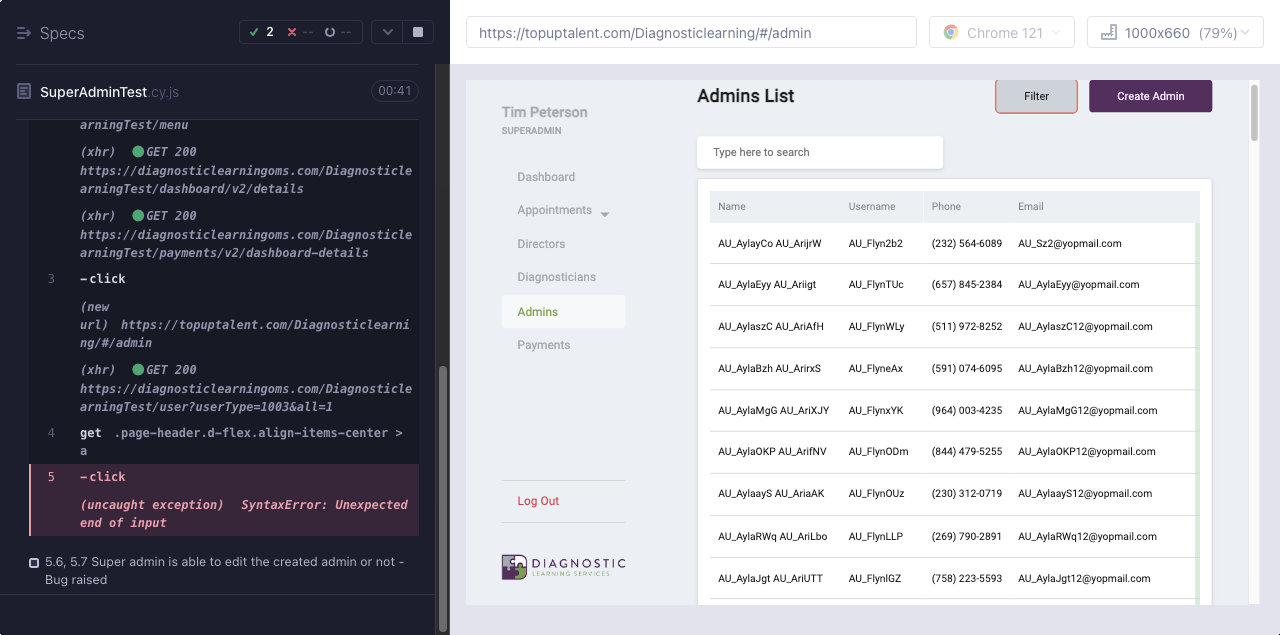 Specs
2
--
--
SuperAdminTest.cy.js
00:41
arningTest/menu
(xhr) GET 200
https://diagnosticlearningoms.com/Diagnosticle
arningTest/dashboard/v2/details
(xhr) GET 200
https://diagnosticlearningoms.com/Diagnosticle
arningTest/payments/v2/dashboard-details
3 -click
(new
url) https://topuptalent.com/Diagnosticlearni
ng/#/admin
(xhr) GET 200
https://diagnosticlearningoms.com/Diagnosticle
arningTest/user?userType=1003&all=1
4 get .page-header.d-flex.align-items-center >
a
5 -click
(uncaught exception) SyntaxError: Unexpected
end of input
5.6, 5.7 Super admin is able to edit the created admin or not -
Bug raised
https://topuptalent.com/Diagnosticlearning/#/admin
Chrome 121
1000x660 (79%)
Tim Peterson
SUPERADMIN
Dashboard
Appointments
Directors
Diagnosticians
Admins
Payments
Log Out
DIAGNOSTIC
LEARNING SERVICES
Admins List
Filter
Create Admin
Type here to search
Name Username Phone Email
AU_AylayCo AU_ArijrW AU_Flyn2b2 (232) 564-6089 AU_Sz2@yopmail.com
AU_AylaEyy AU_Ariigt AU_FlynTUc (657) 845-2384 AU_AylaEyy@yopmail.com
AU_AylaszC AU_AriAfH AU_FlynWLy (511) 972-8252 AU_AylaszC12@yopmail.com
AU_AylaBzh AU_ArirxS AU_FlyneAx (591) 074-6095 AU_AylaBzh12@yopmail.com
AU_AylaMgG AU_AriXJY AU_FlynxYK (964) 003-4235 AU_AylaMgG12@yopmail.com
AU_AylaOKP AU_ArifNV AU_FlynODm (844) 479-5255 AU_AylaOKP12@yopmail.com
AU_AylaayS AU_AriaAK AU_FlynOUz (230) 312-0719 AU_AylaayS12@yopmail.com
AU_AylaRWq AU_AriLbo AU_FlynLLP (269) 790-2891 AU_AylaRWq12@yopmail.com
AU_AylaJgt AU_AriUTT AU_FlynlGZ (758) 223-5593 AU_AylaJgt12@yopmail.com